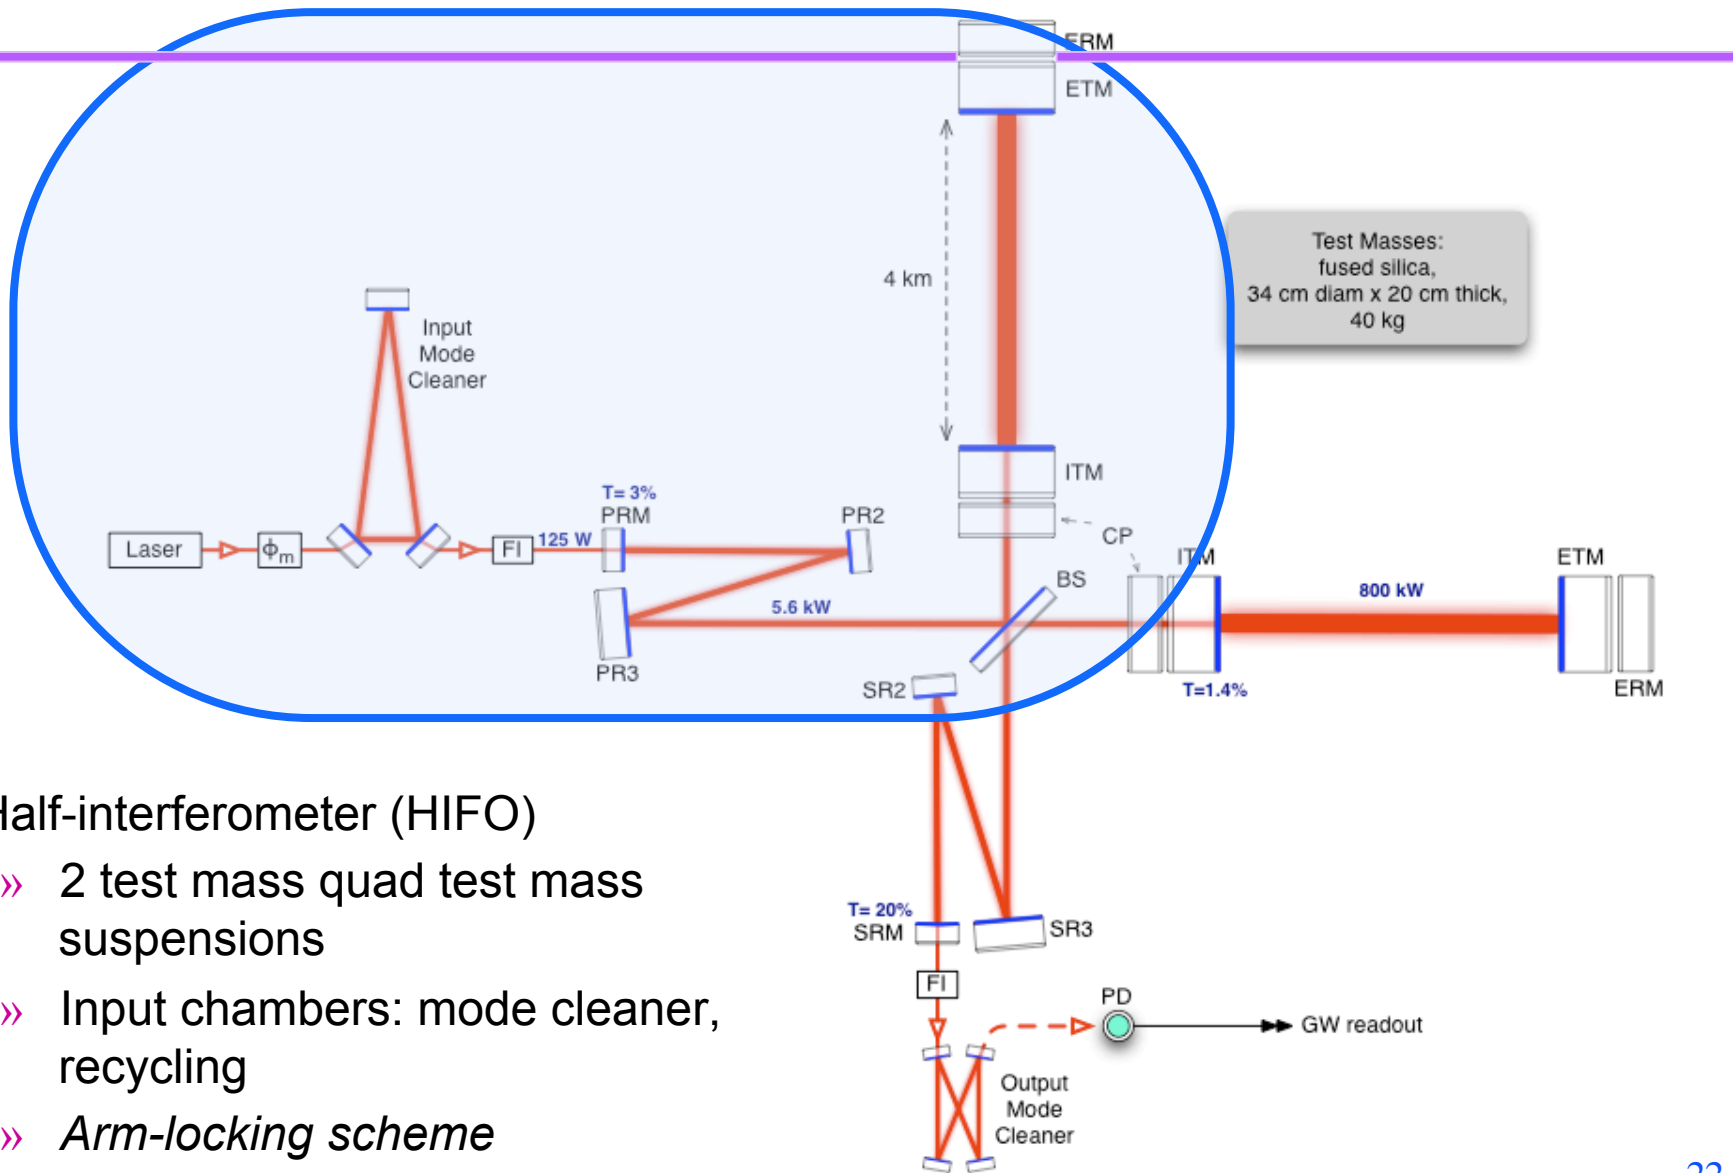 ERM
ETM
4 km
Test Masses:
fused silica,
34 cm diam x 20 cm thick,
40 kg
Input
Mode
Cleaner
ITM
T= 3%
PRM
PR2
CP
Laser
ϕm
FI
125 W
ITM
ETM
BS
800 kW
5.6 kW
PR3
SR2
T=1.4%
ERM
Half-interferometer (HIFO)
» 2 test mass quad test mass
suspensions
T= 20%
SRM
SR3
FI
» Input chambers: mode cleaner,
recycling
PD
GW readout
Output
Mode
Cleaner
» Arm-locking scheme